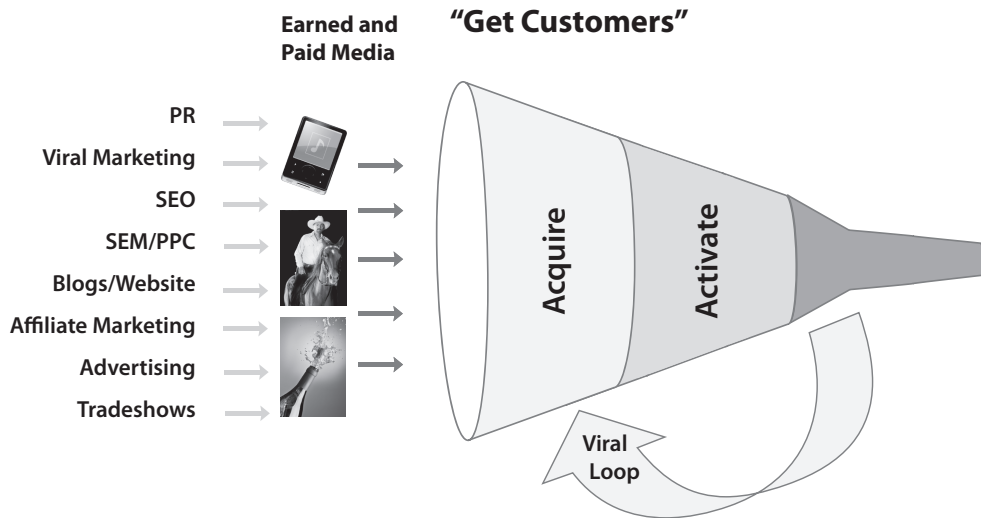 Earned and
Paid Media
“Get Customers”
PR
Viral Marketing
SEO
SEM/PPC
Blogs/Website
Affiliate Marketing
Advertising
Tradeshows
Acquire
Activate
Viral
Loop